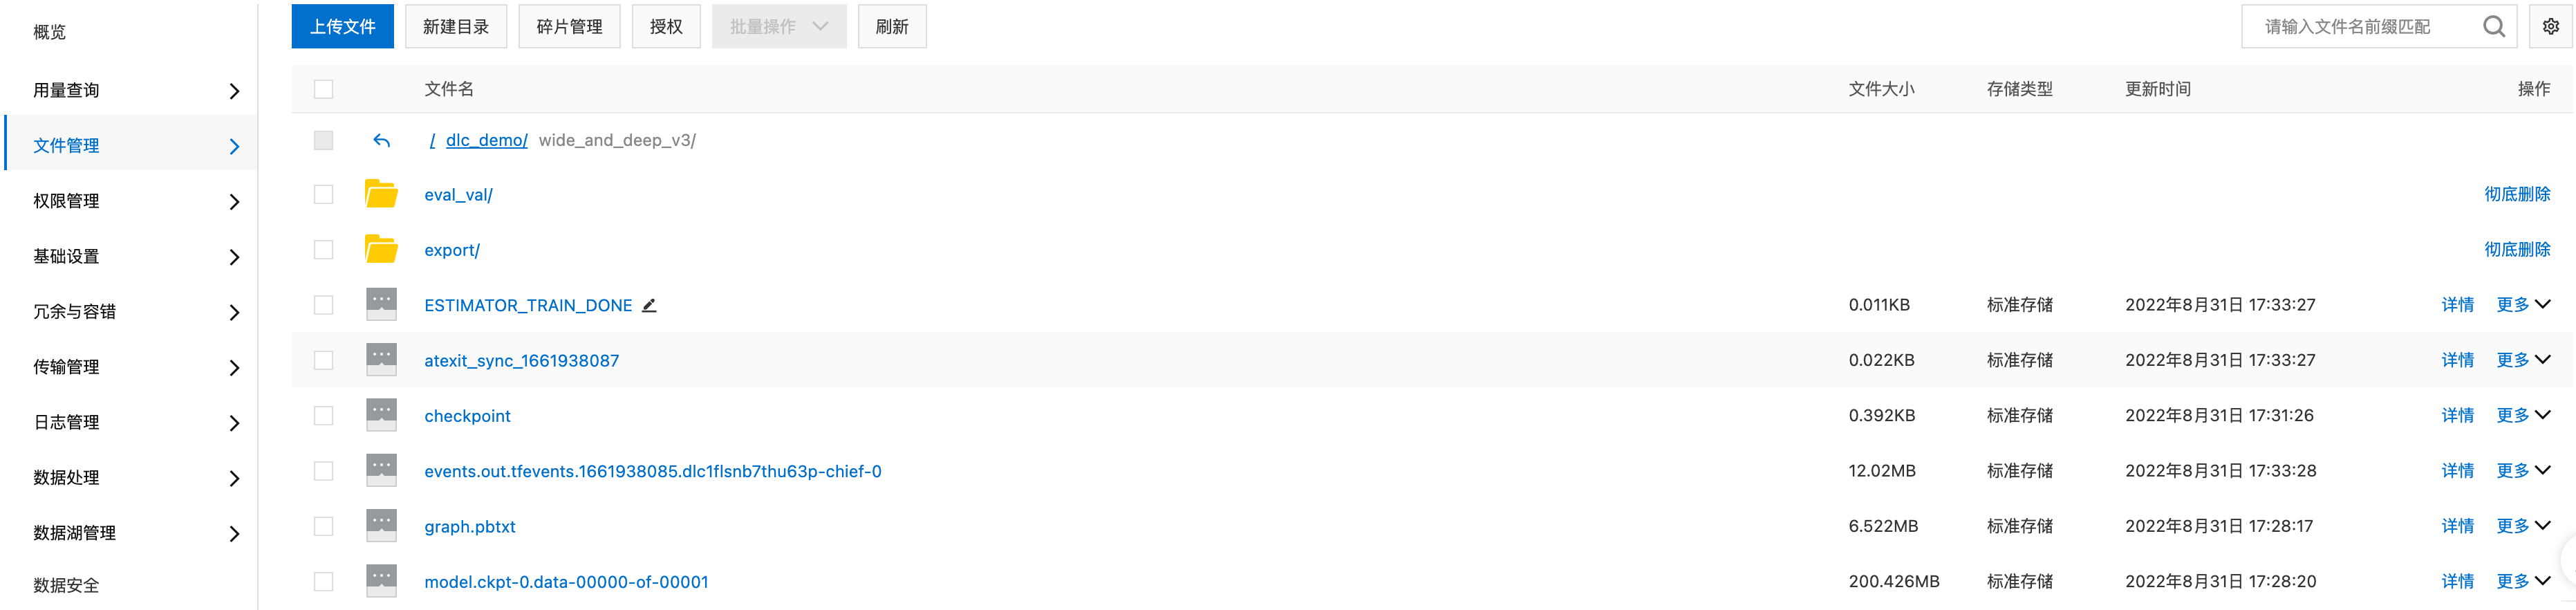 概览
用量查询
文件管理
权限管理
基础设置
冗余与容错
传输管理
日志管理
数据处理
数据湖管理
数据安全
上传文件 新建目录 碎片管理 授权 批量操作 刷新 请输入文件名前缀匹配
文件名 文件大小 存储类型 更新时间 操作
/ dlc_demo/ wide_and_deep_v3/
eval_val/ 彻底删除
export/ 彻底删除
ESTIMATOR_TRAIN_DONE 0.011KB 标准存储 2022年8月31日 17:33:27 详情 更多
atexit_sync_1661938087 0.022KB 标准存储 2022年8月31日 17:33:27 详情 更多
checkpoint 0.392KB 标准存储 2022年8月31日 17:31:26 详情 更多
events.out.tfevents.1661938085.dlc1flsnb7thu63p-chief-0 12.02MB 标准存储 2022年8月31日 17:33:28 详情 更多
graph.pbtxt 6.522MB 标准存储 2022年8月31日 17:28:17 详情 更多
model.ckpt-0.data-00000-of-00001 200.426MB 标准存储 2022年8月31日 17:28:20 详情 更多